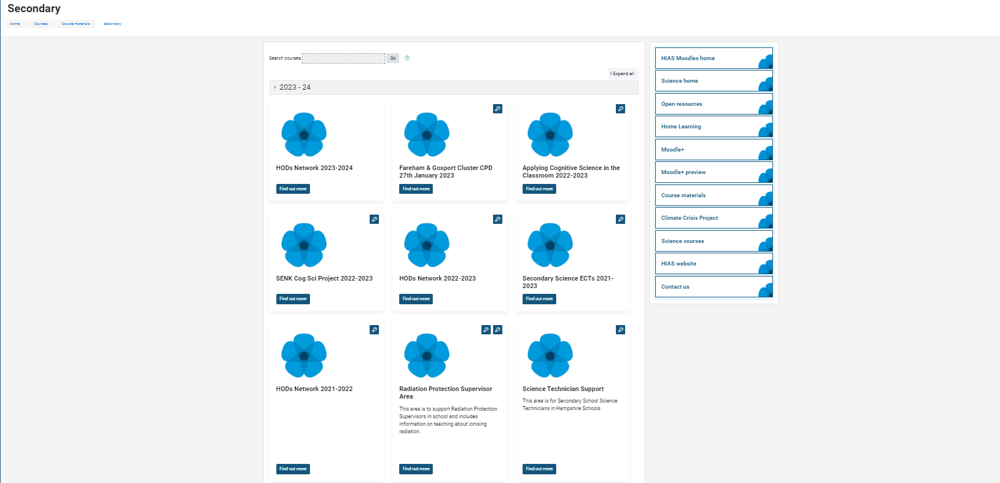 Secondary
Home
Courses
Course materials
Secondary
Search courses
Go
Expand all
2023 - 24
HODs Network 2023-2024
Find out more
Fareham & Gosport Cluster CPD
27th January 2023
Find out more
Applying Cognitive Science in the
Classroom 2022-2023
Find out more
SENK Cog Sci Project 2022-2023
Find out more
HODs Network 2022-2023
Find out more
Secondary Science ECTs 2021-
2023
Find out more
HODs Network 2021-2022
Find out more
Radiation Protection Supervisor
Area
This area is to support Radiation Protection
Supervisors in school and includes
information on teaching about ionising
radiation.
Find out more
Science Technician Support
This area is for Secondary School Science
Technicians in Hampshire Schools
Find out more
HIAS Moodles home
Science home
Open resources
Home Learning
Moodle+
Moodle+ preview
Course materials
Climate Crisis Project
Science courses
HIAS website
Contact us